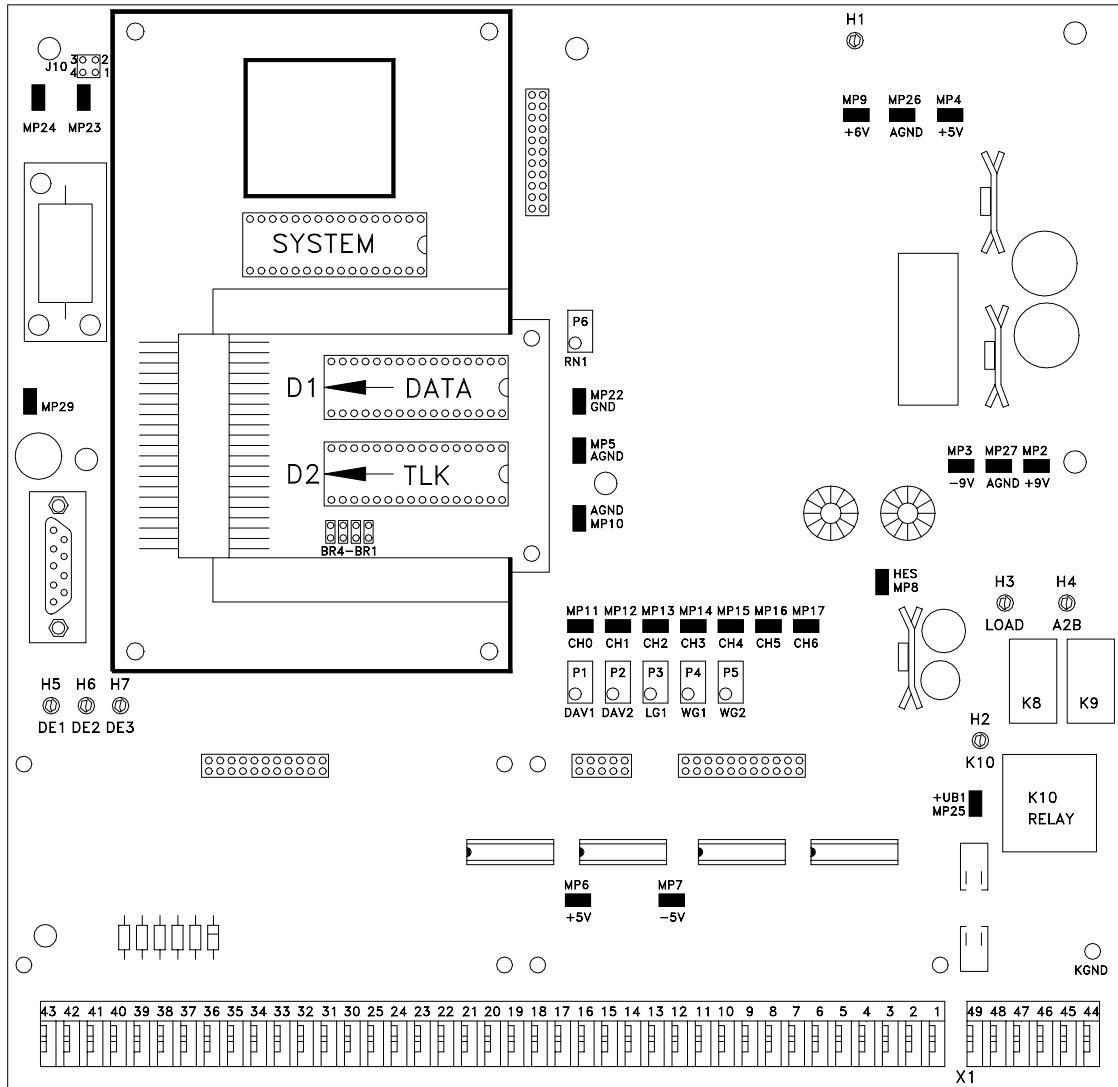 H1
J10
3 2
4 1
MP24 MP23
MP9 MP26 MP4
+6V AGND +5V
SYSTEM
P6
RN1
D1 DATA
MP22
GND
MP29
MP5
AGND
D2 TLK
MP3 MP27 MP2
-9V AGND +9V
AGND
MP10
BR4-BR1
HES
MP8
H3 H4
LOAD A2B
MP11 MP12 MP13 MP14 MP15 MP16 MP17
CH0 CH1 CH2 CH3 CH4 CH5 CH6
P1 P2 P3 P4 P5
DAV1 DAV2 LG1 WG1 WG2
H5 H6 H7
DE1 DE2 DE3
K8 K9
H2
K10
+UB1
MP25
K10
RELAY
MP6 MP7
+5V -5V
KGND
43 42 41 40 39 38 37 36 35 34 33 32 31 30 25 24 23 22 21 20 19 18 17 16 15 14 13 12 11 10 9 8 7 6 5 4 3 2 1 49 48 47 46 45 44
X1